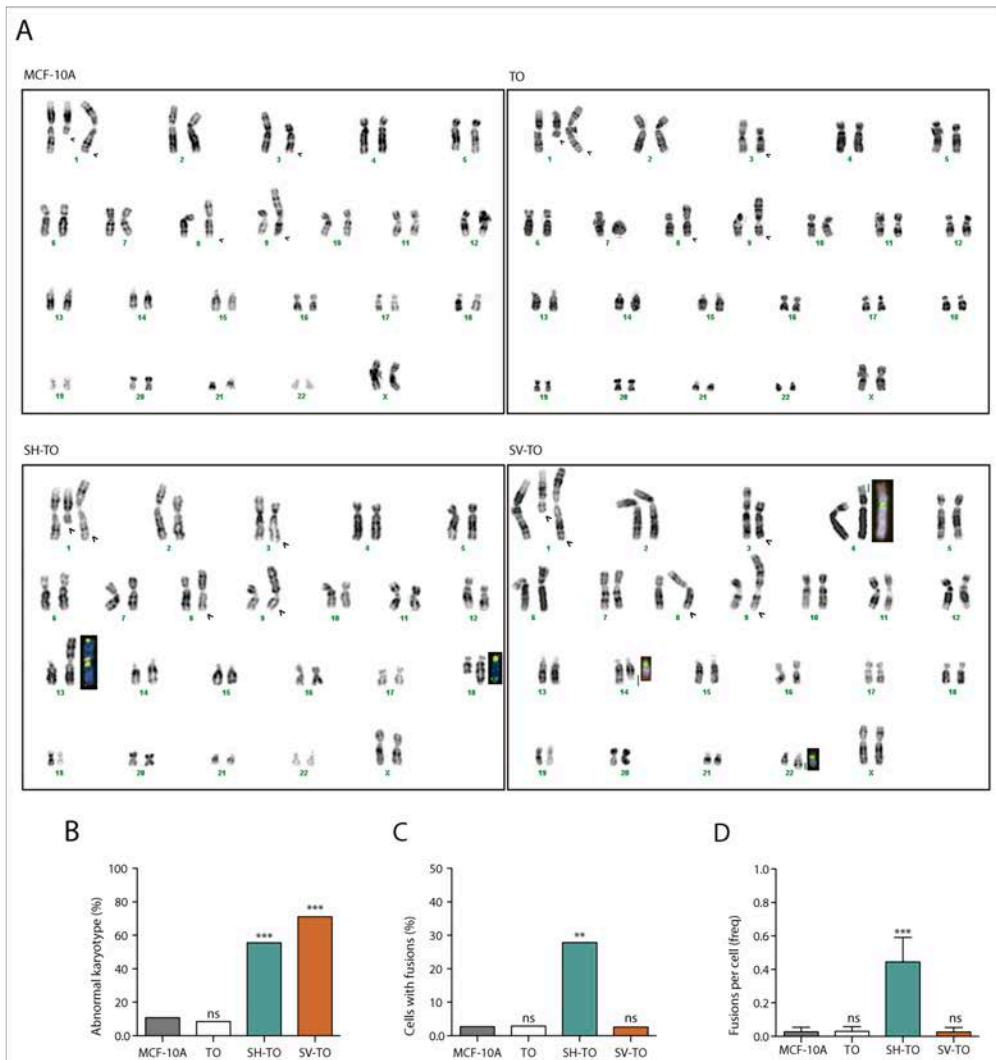 A
MCF-10A
1 2 3 4 5
6 7 8 9 10 11 12
13 14 15 16 17 18
19 20 21 22 X
TO
1 2 3 4 5
6 7 8 9 10 11 12
13 14 15 16 17 18
19 20 21 22 X
SH-TO
1 2 3 4 5
6 7 8 9 10 11 12
13 14 15 16 17 18
19 20 21 22 X
SV-TO
1 2 3 4 5
6 7 8 9 10 11 12
13 14 15 16 17 18
19 20 21 22 X
B
Abnormal karyotype (%)
100
80
60
40
20
0.0
ns
***
***
MCF-10A TO SH-TO SV-TO
C
Cells with fusions (%)
50
40
30
20
10
0.0
ns
**
ns
MCF-10A TO SH-TO SV-TO
D
Fusions per cell (freq)
1.0
0.8
0.6
0.4
0.2
0.0
ns
***
ns
MCF-10A TO SH-TO SV-TO